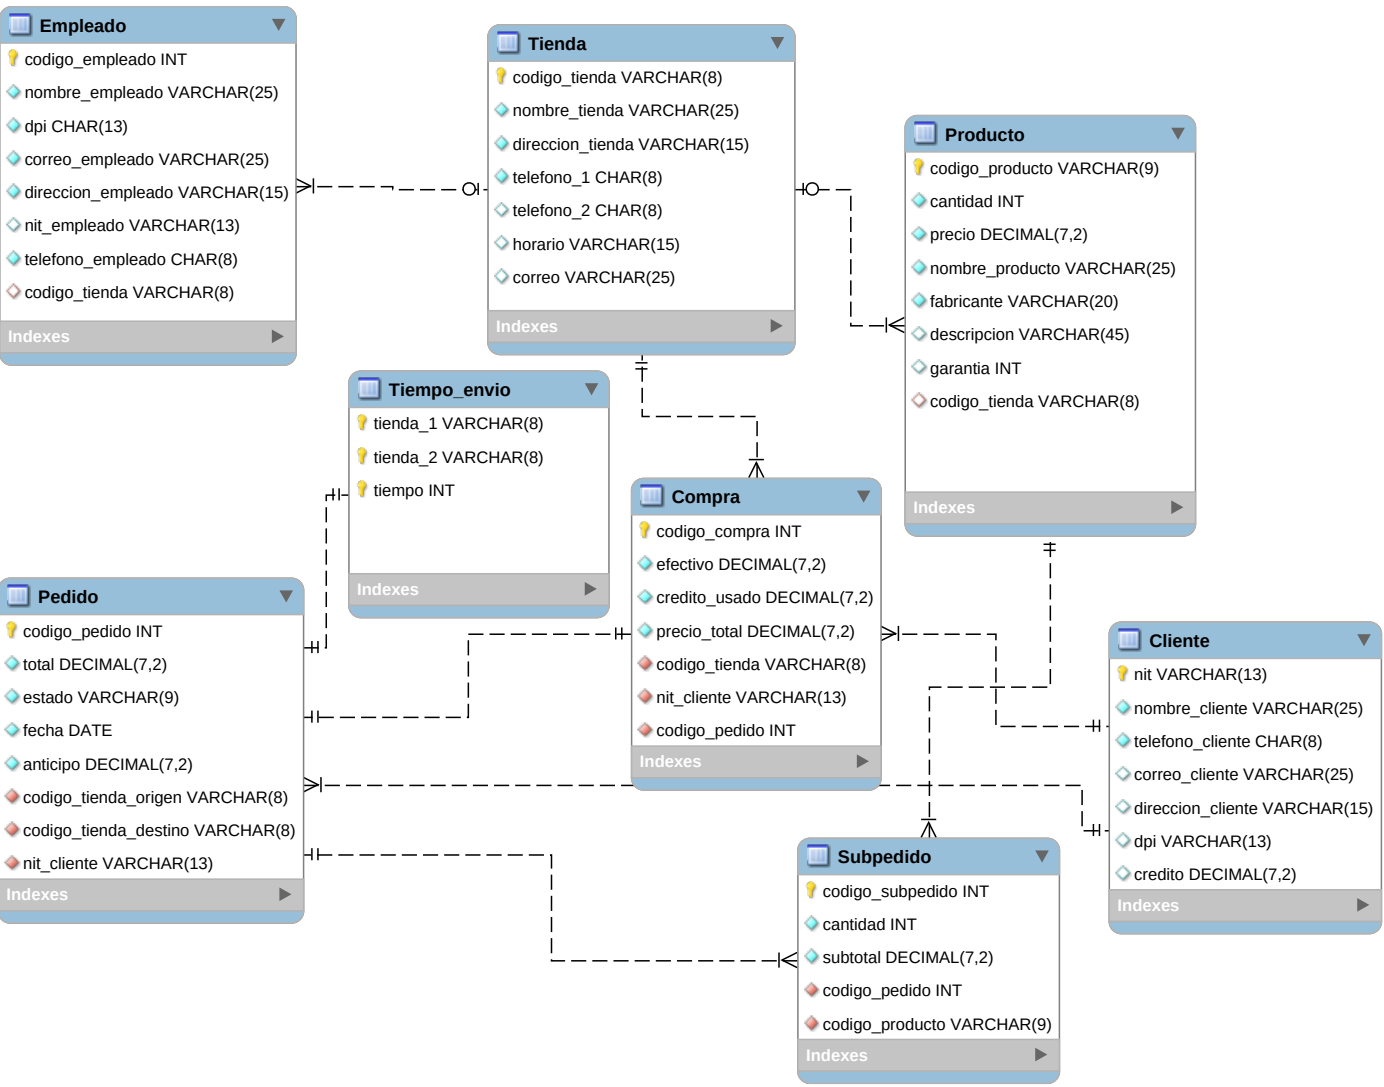 Empleado
codigo_empleado INT
nombre_empleado VARCHAR(25)
dpi CHAR(13)
correo_empleado VARCHAR(25)
direccion_empleado VARCHAR(15)
nit_empleado VARCHAR(13)
telefono_empleado CHAR(8)
codigo_tienda VARCHAR(8)
Indexes
Tienda
codigo_tienda VARCHAR(8)
nombre_tienda VARCHAR(25)
direccion_tienda VARCHAR(15)
telefono_1 CHAR(8)
telefono_2 CHAR(8)
horario VARCHAR(15)
correo VARCHAR(25)
Indexes
Producto
codigo_producto VARCHAR(9)
cantidad INT
precio DECIMAL(7,2)
nombre_producto VARCHAR(25)
fabricante VARCHAR(20)
descripcion VARCHAR(45)
garantia INT
codigo_tienda VARCHAR(8)
Indexes
Tiempo_envio
tienda_1 VARCHAR(8)
tienda_2 VARCHAR(8)
tiempo INT
Indexes
Compra
codigo_compra INT
efectivo DECIMAL(7,2)
credito_usado DECIMAL(7,2)
precio_total DECIMAL(7,2)
codigo_tienda VARCHAR(8)
nit_cliente VARCHAR(13)
codigo_pedido INT
Indexes
Pedido
codigo_pedido INT
total DECIMAL(7,2)
estado VARCHAR(9)
fecha DATE
anticipo DECIMAL(7,2)
codigo_tienda_origen VARCHAR(8)
codigo_tienda_destino VARCHAR(8)
nit_cliente VARCHAR(13)
Indexes
Cliente
nit VARCHAR(13)
nombre_cliente VARCHAR(25)
telefono_cliente CHAR(8)
correo_cliente VARCHAR(25)
direccion_cliente VARCHAR(15)
dpi VARCHAR(13)
credito DECIMAL(7,2)
Indexes
Subpedido
codigo_subpedido INT
cantidad INT
subtotal DECIMAL(7,2)
codigo_pedido INT
codigo_producto VARCHAR(9)
Indexes